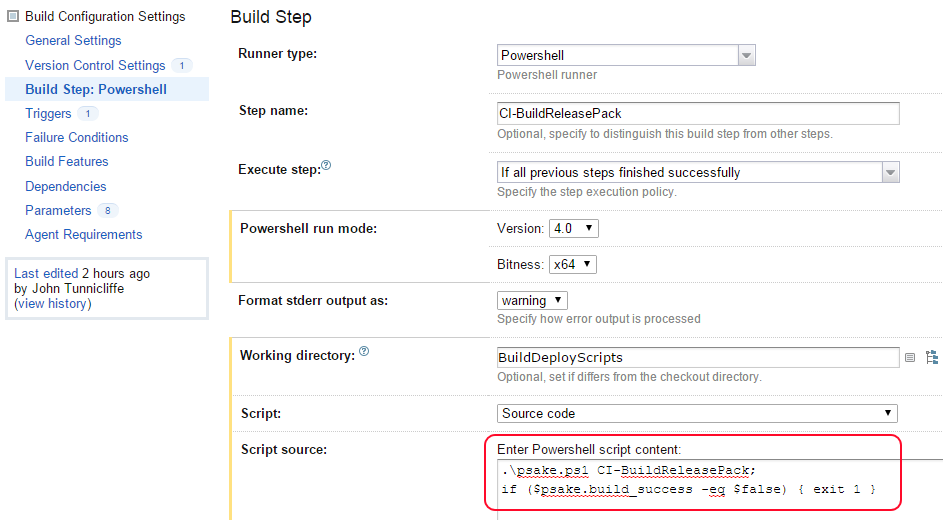 Build Configuration Settings
General Settings
Version Control Settings 1
Build Step: Powershell
Triggers 1
Failure Conditions
Build Features
Dependencies
Parameters 8
Agent Requirements
Last edited 2 hours ago
by John Tunnicliffe
(view history)
Build Step
Runner type:
Powershell
Powershell runner
Step name:
CI-BuildReleasePack
Optional, specify to distinguish this build step from other steps.
Execute step:
If all previous steps finished successfully
Specify the step execution policy.
Powershell run mode:
Version: 4.0
Bitness: x64
Format stderr output as:
warning
Specify how error output is processed
Working directory:
BuildDeployScripts
Optional, set if differs from the checkout directory.
Script:
Source code
Script source:
Enter Powershell script content:
.\psake.ps1 CI-BuildReleasePack;
if ($psake.build_success -eq $false) { exit 1 }